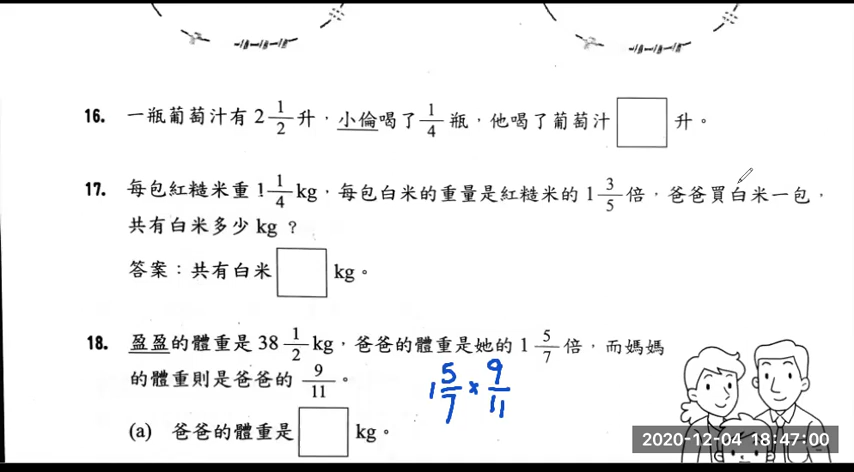 16. 一瓶葡萄汁有 2 1/2 升，小倫喝了 1/4 瓶，他喝了葡萄汁 升。
17. 每包紅糙米重 1 1/4 kg，每包白米的重量是紅糙米的 1 3/5 倍，爸爸買白米一包，
共有白米多少 kg？
答案：共有白米 kg。
18. 盈盈的體重是 38 1/2 kg，爸爸的體重是她的 1 5/7 倍，而媽媽
的體重則是爸爸的 9/11。
1 5/7 × 9/11
(a) 爸爸的體重是 kg。
2020-12-04 18:47:00